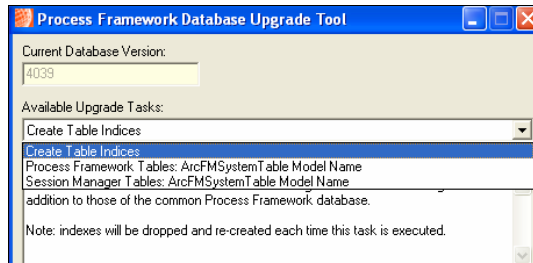 Process Framework Database Upgrade Tool
Current Database Version:
4039
Available Upgrade Tasks:
Create Table Indices
Create Table Indices
Process Framework Tables: ArcFMSystemTable Model Name
Session Manager Tables: ArcFMSystemTable Model Name
addition to those of the common Process Framework database.
Note: indexes will be dropped and re-created each time this task is executed.